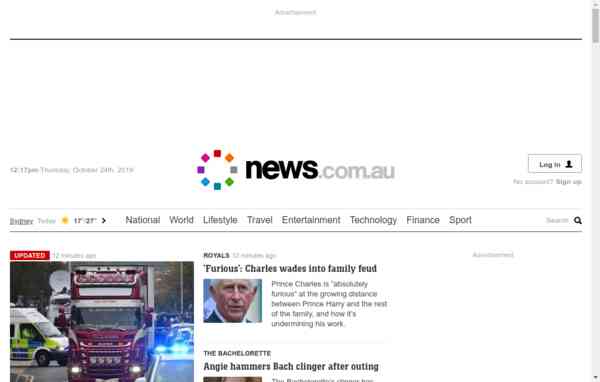 Advertisement
12:17pm Thursday, October 24th, 2019
news.com.au
Log in
No account? Sign up
Sydney Today 17°/27° National World Lifestyle Travel Entertainment Technology Finance Sport Search
UPDATED 12 minutes ago
ROYALS 12 minutes ago
Advertisement
'Furious': Charles wades into family feud
Prince Charles is "absolutely
furious" at the growing distance
between Prince Harry and the rest
of the family, and how it's
undermining his work.
THE BACHELORETTE
Angie hammers Bach clinger after outing
The Bachelorette's clinger has